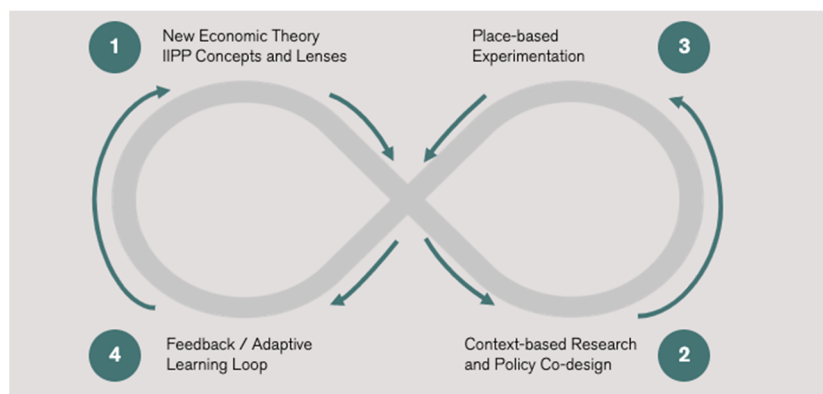 1
New Economic Theory
IIPP Concepts and Lenses
Place-based
Experimentation
3
4
Feedback / Adaptive
Learning Loop
Context-based Research
and Policy Co-design
2